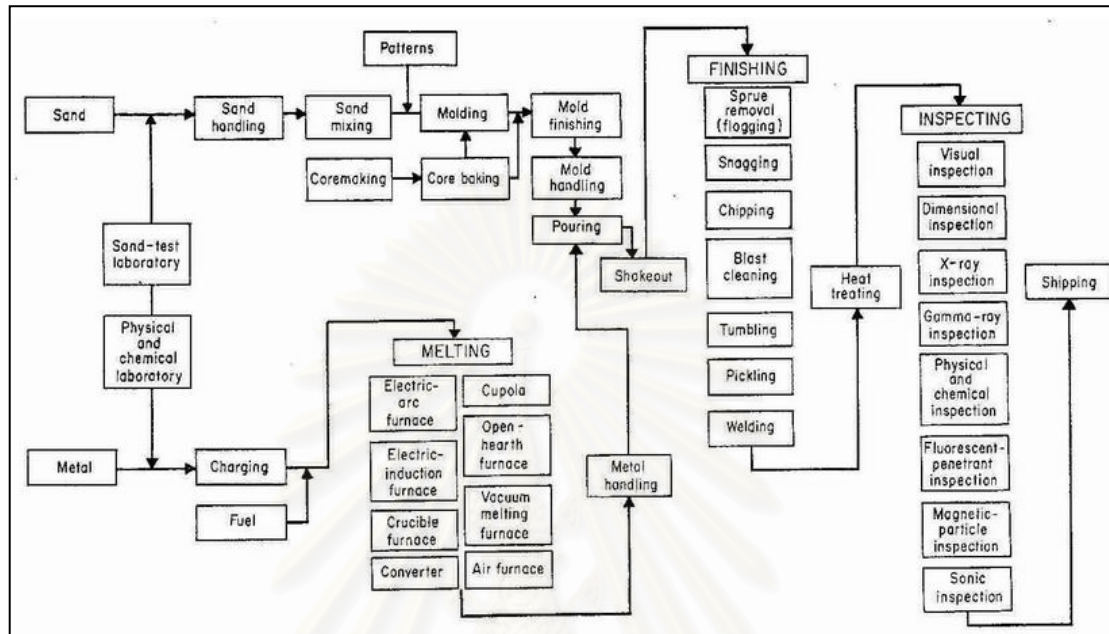 Patterns
Sand
Sand
handling
Sand
mixing
Molding
Mold
finishing
Coremaking
Core baking
Mold
handling
Pouring
Shakeout
Sand-test
laboratory
Physical
and
chemical
laboratory
Metal
Charging
Fuel
MELTING
Electric-
arc
furnace
Electric-
induction
furnace
Crucible
furnace
Converter
Cupola
Open-
hearth
furnace
Vacuum
melting
furnace
Air furnace
Metal
handling
FINISHING
Sprue
removal
(flogging)
Snagging
Chipping
Blast
cleaning
Tumbling
Pickling
Welding
Heat
treating
INSPECTING
Visual
inspection
Dimensional
inspection
X-ray
inspection
Gamma-ray
inspection
Physical
and
chemical
inspection
Fluorescent-
penetrant
inspection
Magnetic-
particle
inspection
Sonic
inspection
Shipping